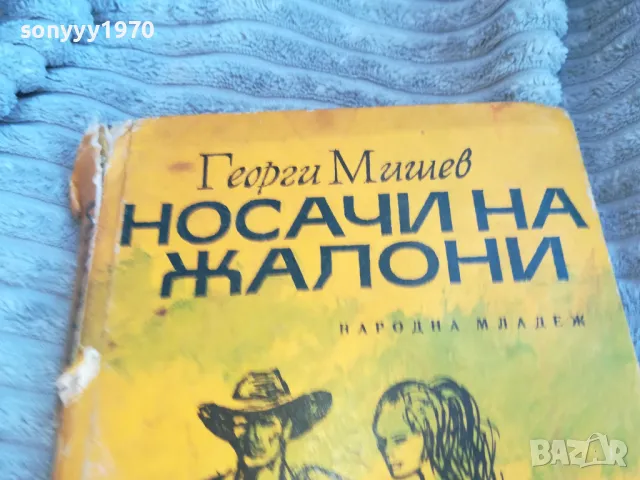 sonyyy1970
Георги Мишев
НОСАЧИ НА
ЖАЛОНИ
НАРОДНА МЛАДЕЖ
BAZAR